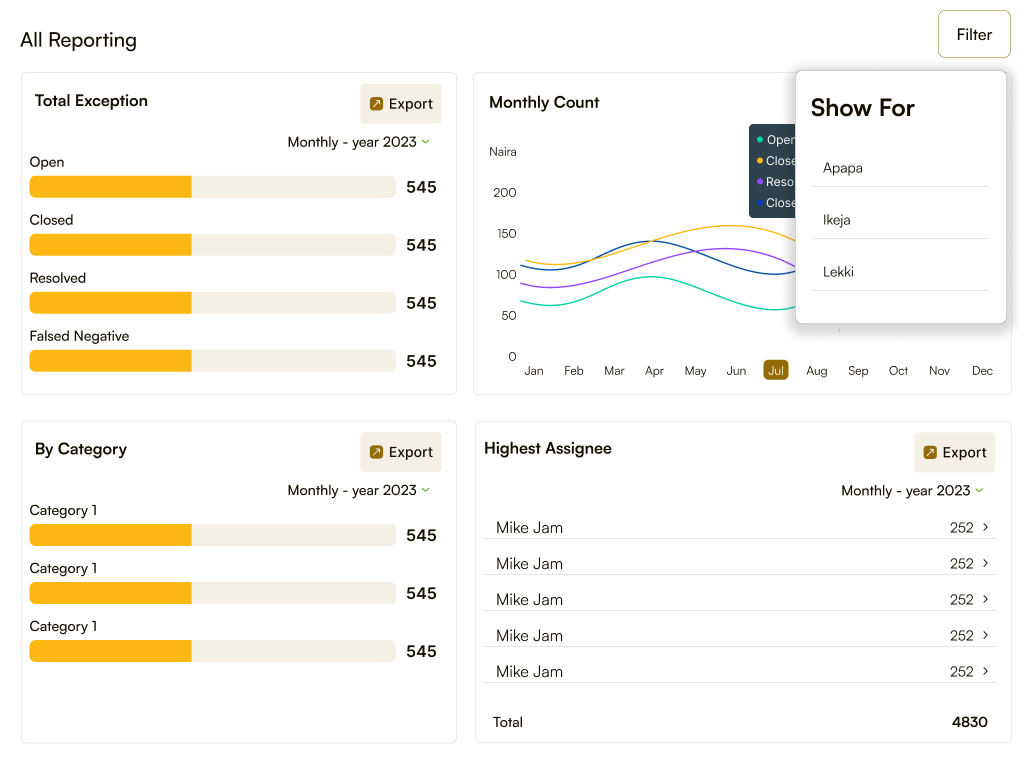 All Reporting
Filter
Total Exception
Export
Monthly - year 2023
Open
545
Closed
545
Resolved
545
Falsed Negative
545
Monthly Count
Naira
200
150
100
50
0
Jan Feb Mar Apr May Jun Jul Aug Sep Oct Nov Dec
Open
Close
Reso
Close
Show For
Apapa
Ikeja
Lekki
By Category
Export
Monthly - year 2023
Category 1
545
Category 1
545
Category 1
545
Highest Assignee
Export
Monthly - year 2023
Mike Jam 252
Mike Jam 252
Mike Jam 252
Mike Jam 252
Mike Jam 252
Total 4830